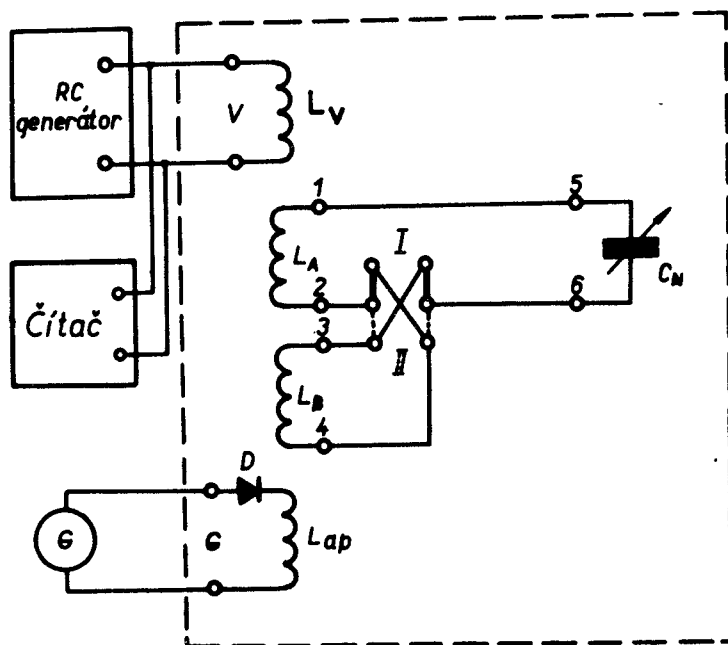 RC
generátor
V
L_V
1
5
I
L_A
C_N
2
6
3
Čítač
II
L_B
4
D
G
G
L_ap